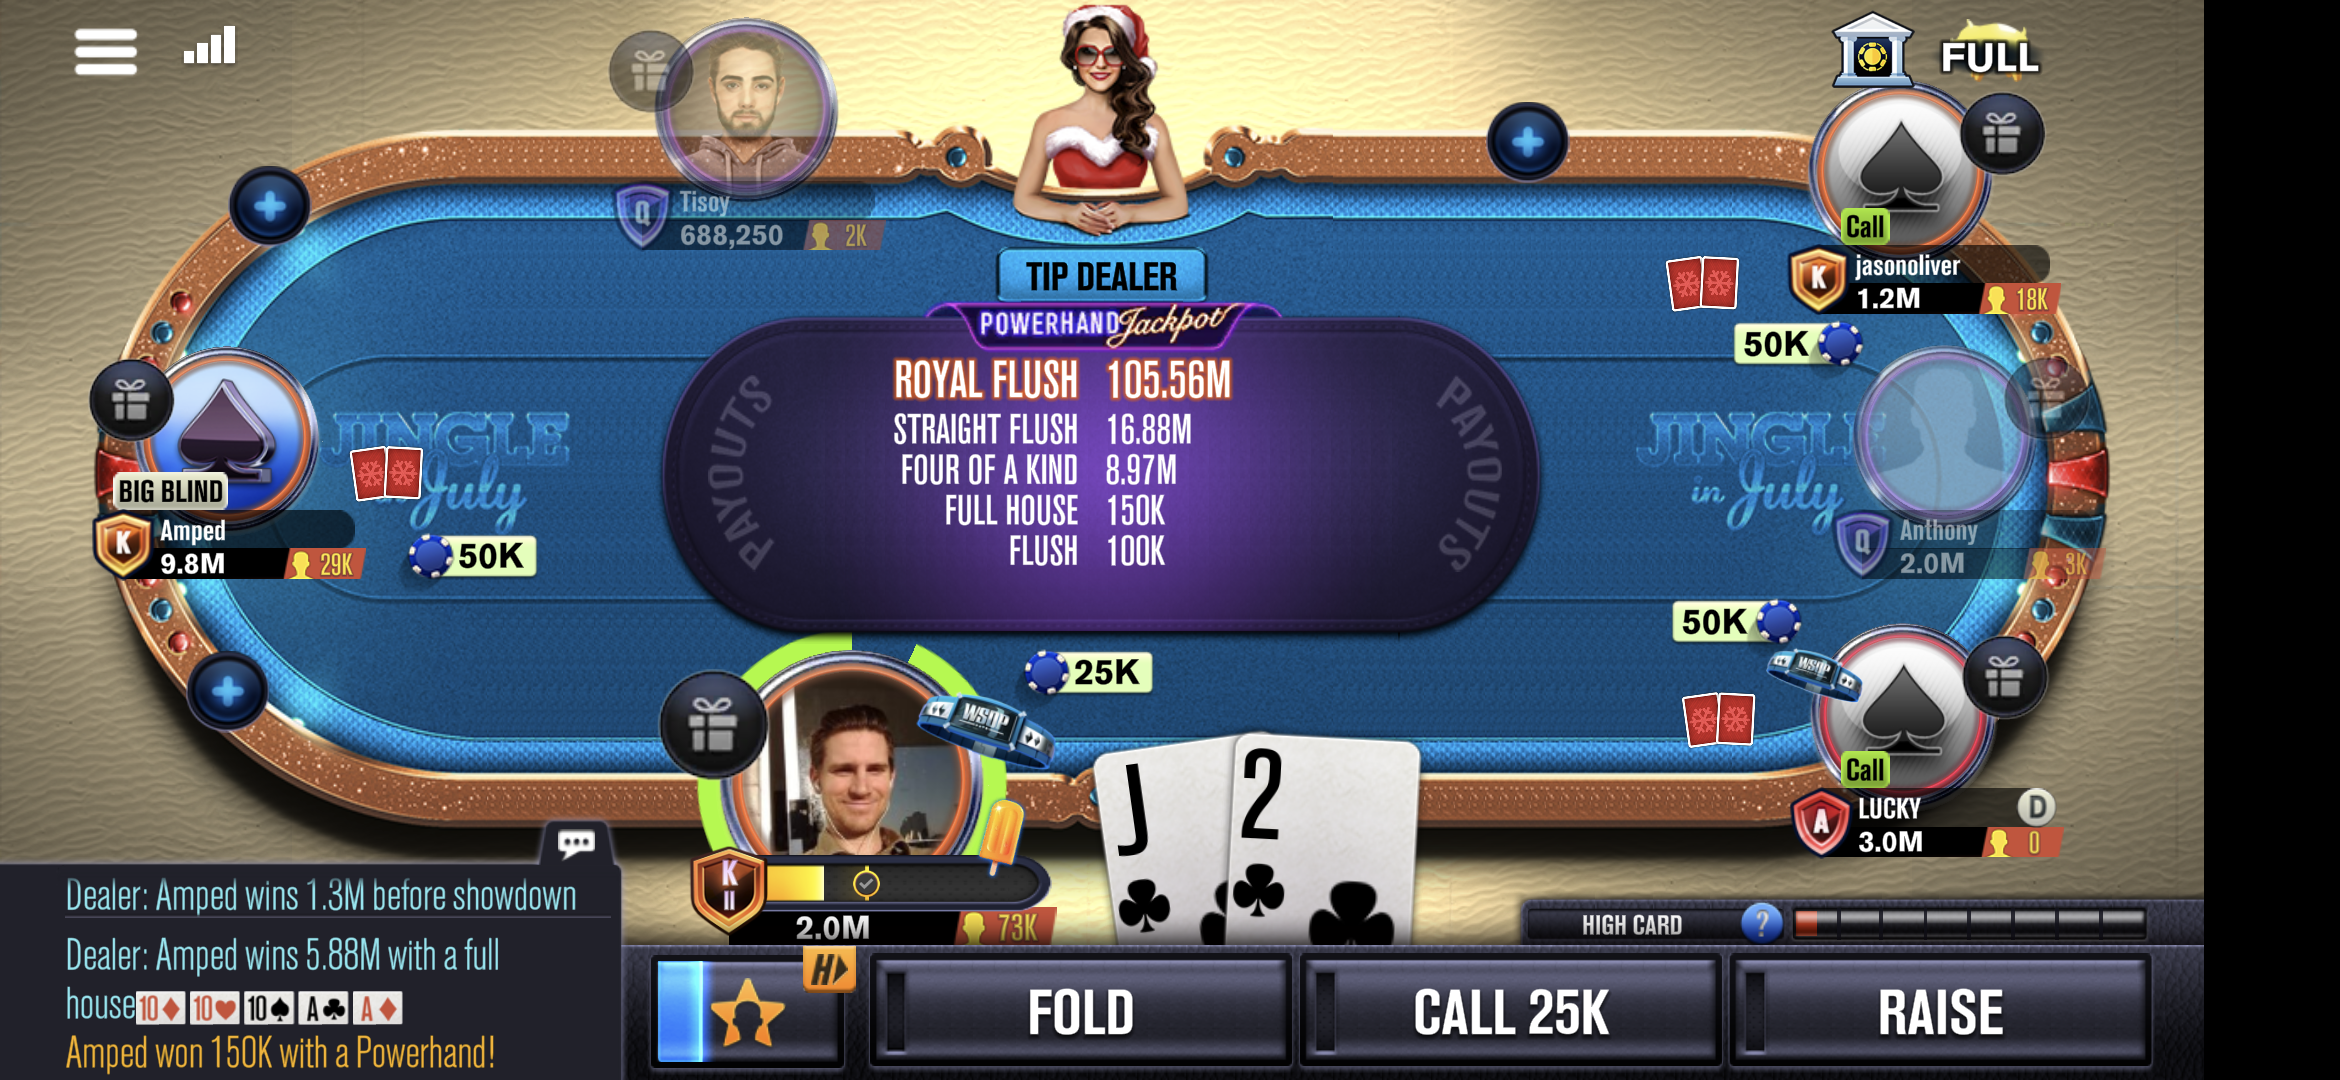 FULL
Tisoy
Q
688,250
2K
Call
TIP DEALER
jasonoliver
K
1.2M
18K
POWERHAND Jackpot
50K
ROYAL FLUSH 105.56M
STRAIGHT FLUSH 16.88M
FOUR OF A KIND 8.97M
FULL HOUSE 150K
FLUSH 100K
PAYOUTS
PAYOUTS
JINGLE
in July
JINGLE
in July
BIG BLIND
Amped
K
9.8M
29K
50K
Anthony
Q
2.0M
3K
50K
25K
WSOP
WSOP
J
2
Call
LUCKY
D
A
3.0M
0
K
II
2.0M
73K
HIGH CARD
?
Dealer: Amped wins 1.3M before showdown
Dealer: Amped wins 5.88M with a full
house 10♦ 10♥ 10♠ A♣ A♦
Amped won 150K with a Powerhand!
H
FOLD
CALL 25K
RAISE